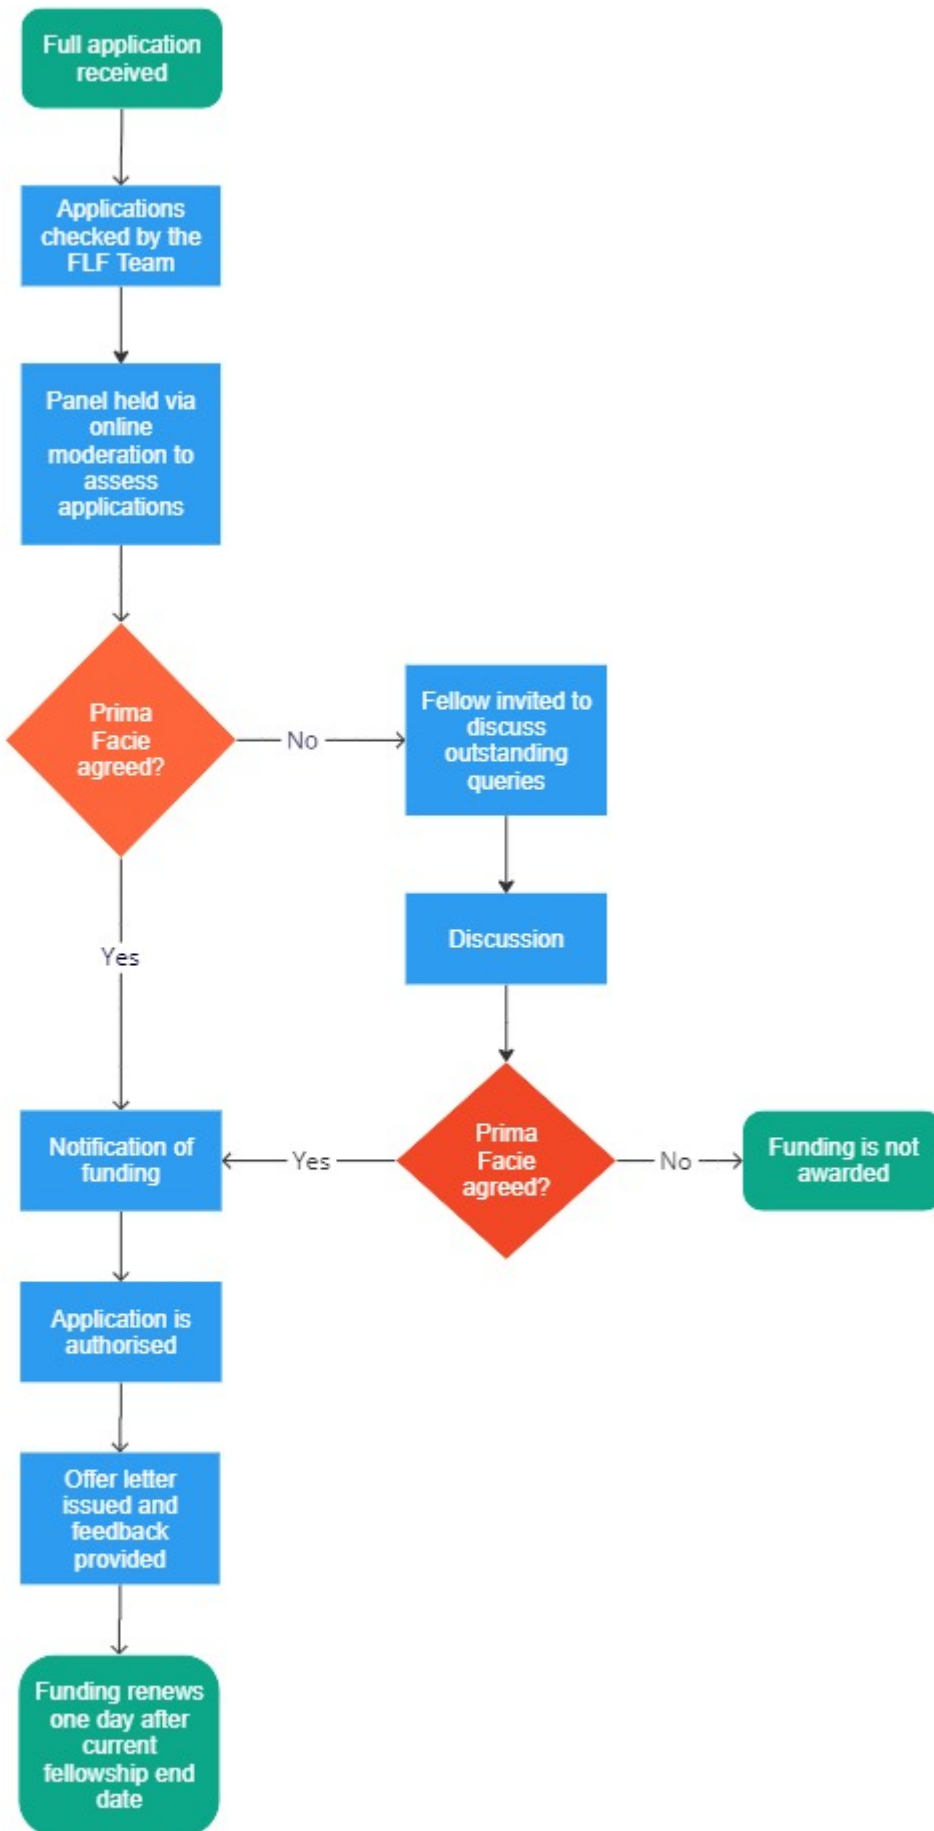 Full application
received
Applications
checked by the
FLF Team
Panel held via
online
moderation to
assess
applications
Prima
Facie
agreed?
No
Fellow invited to
discuss
outstanding
queries
Discussion
Yes
Notification of
funding
Yes
Prima
Facie
agreed?
No
Funding is not
awarded
Application is
authorised
Offer letter
issued and
feedback
provided
Funding renews
one day after
current
fellowship end
date